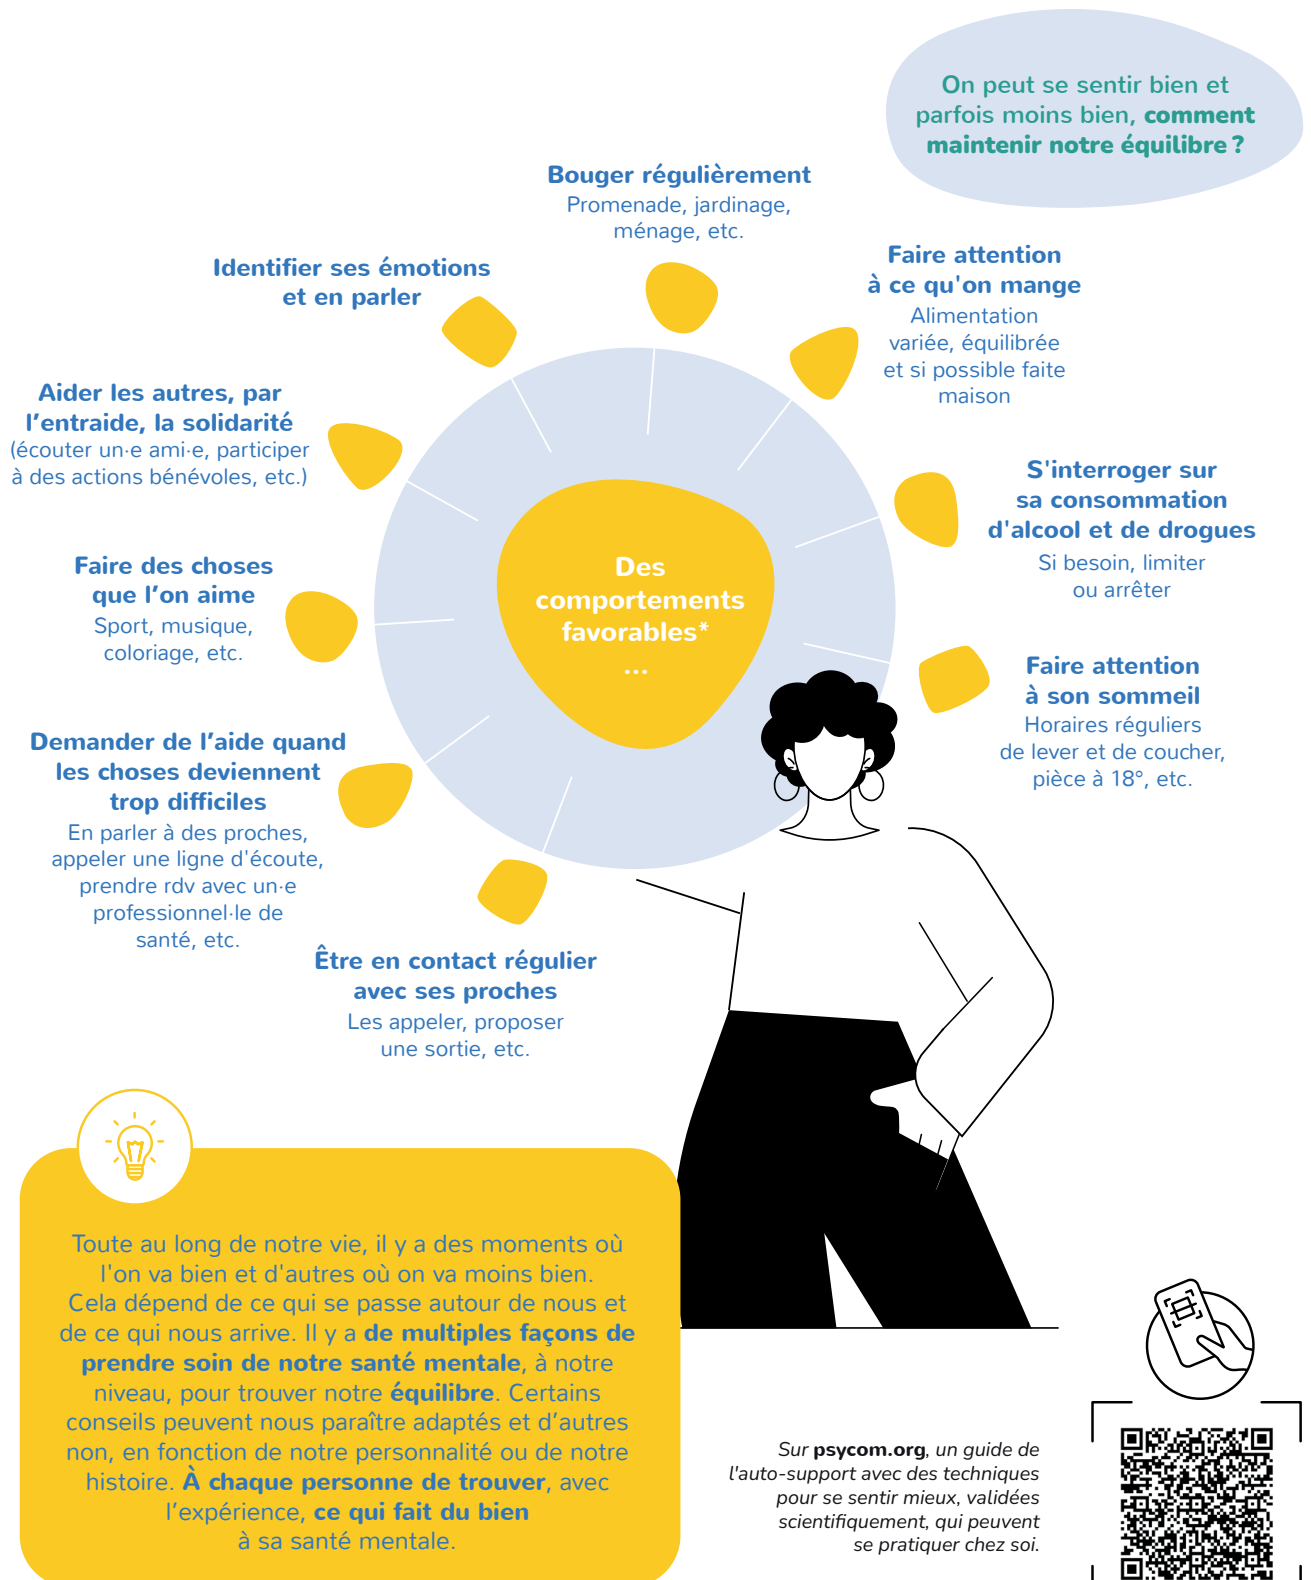 On peut se sentir bien et
parfois moins bien, comment
maintenir notre équilibre ?
Bouger régulièrement
Promenade, jardinage,
ménage, etc.
Faire attention
à ce qu'on mange
Alimentation
variée, équilibrée
et si possible faite
maison
S'interroger sur
sa consommation
d'alcool et de drogues
Si besoin, limiter
ou arrêter
Faire attention
à son sommeil
Horaires réguliers
de lever et de coucher,
pièce à 18°, etc.
Être en contact régulier
avec ses proches
Les appeler, proposer
une sortie, etc.
Demander de l’aide quand
les choses deviennent
trop difficiles
En parler à des proches,
appeler une ligne d'écoute,
prendre rdv avec un·e
professionnel·le de
santé, etc.
Faire des choses
que l’on aime
Sport, musique,
coloriage, etc.
Aider les autres, par
l’entraide, la solidarité
(écouter un·e ami·e, participer
à des actions bénévoles, etc.)
Identifier ses émotions
et en parler
Des
comportements
favorables*
...
Toute au long de notre vie, il y a des moments où
l'on va bien et d'autres où on va moins bien.
Cela dépend de ce qui se passe autour de nous et
de ce qui nous arrive. Il y a de multiples façons de
prendre soin de notre santé mentale, à notre
niveau, pour trouver notre équilibre. Certains
conseils peuvent nous paraître adaptés et d’autres
non, en fonction de notre personnalité ou de notre
histoire. À chaque personne de trouver, avec
l’expérience, ce qui fait du bien
à sa santé mentale.
Sur psycom.org, un guide de
l'auto-support avec des techniques
pour se sentir mieux, validées
scientifiquement, qui peuvent
se pratiquer chez soi.